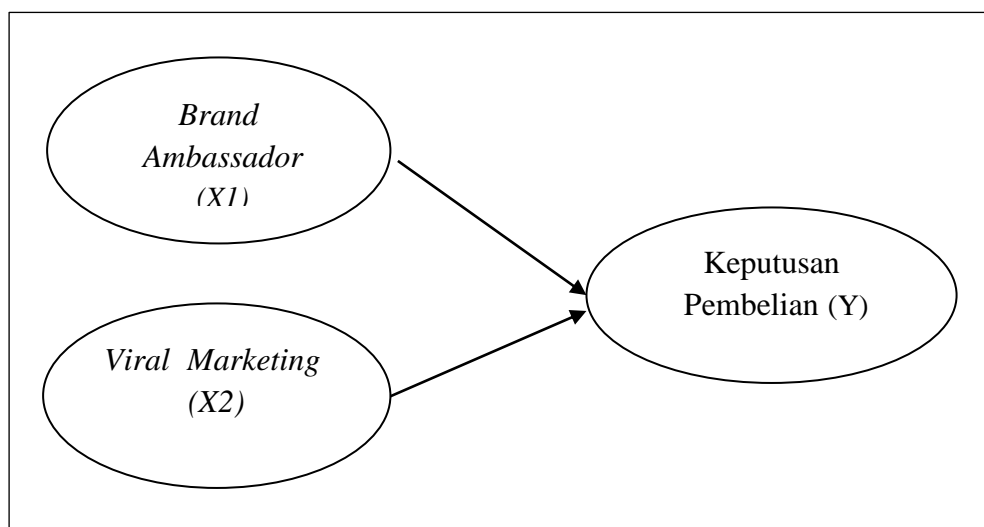 Brand
Ambassador
(X1)
Viral Marketing
(X2)
Keputusan
Pembelian (Y)